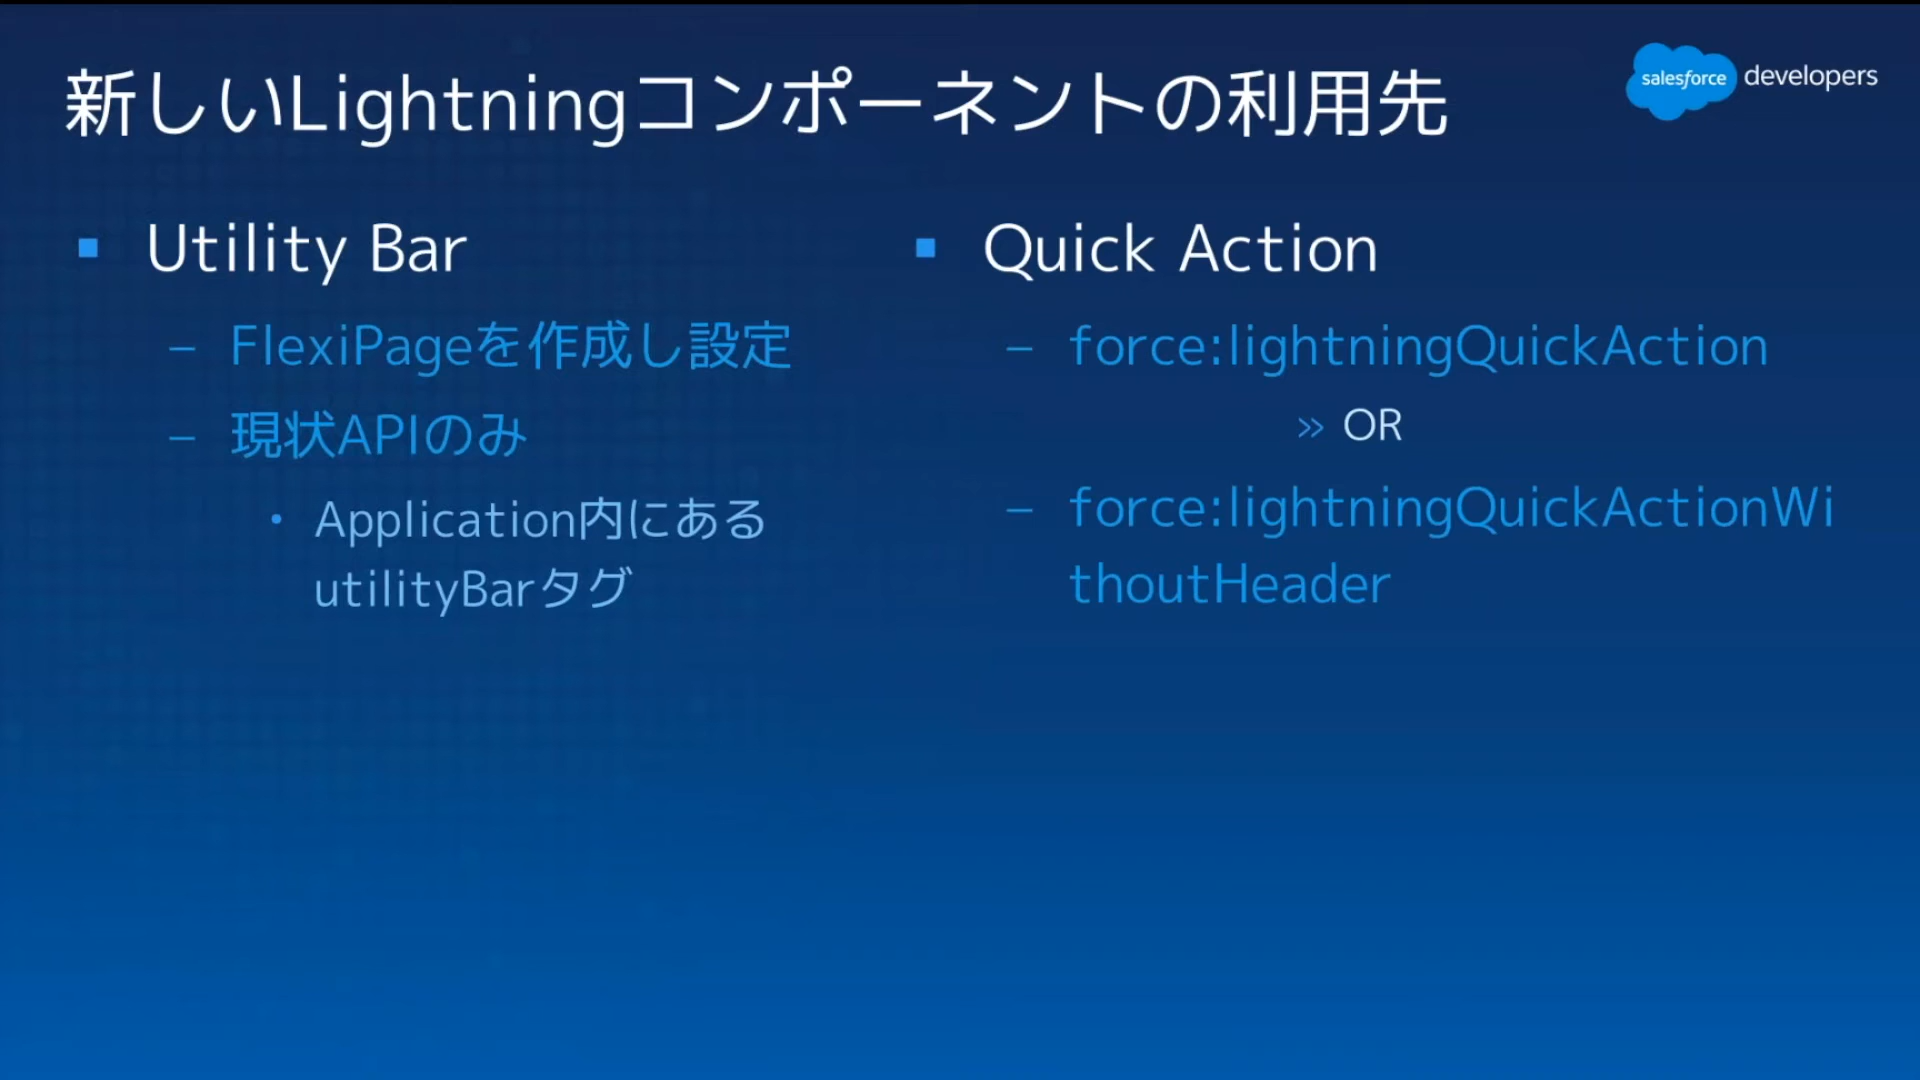 新しいLightningコンポーネントの利用先
salesforce developers
▪ Utility Bar
– FlexiPageを作成し設定
– 現状APIのみ
• Application内にある
utilityBarタグ
▪ Quick Action
– force:lightningQuickAction
» OR
– force:lightningQuickActionWi
thoutHeader